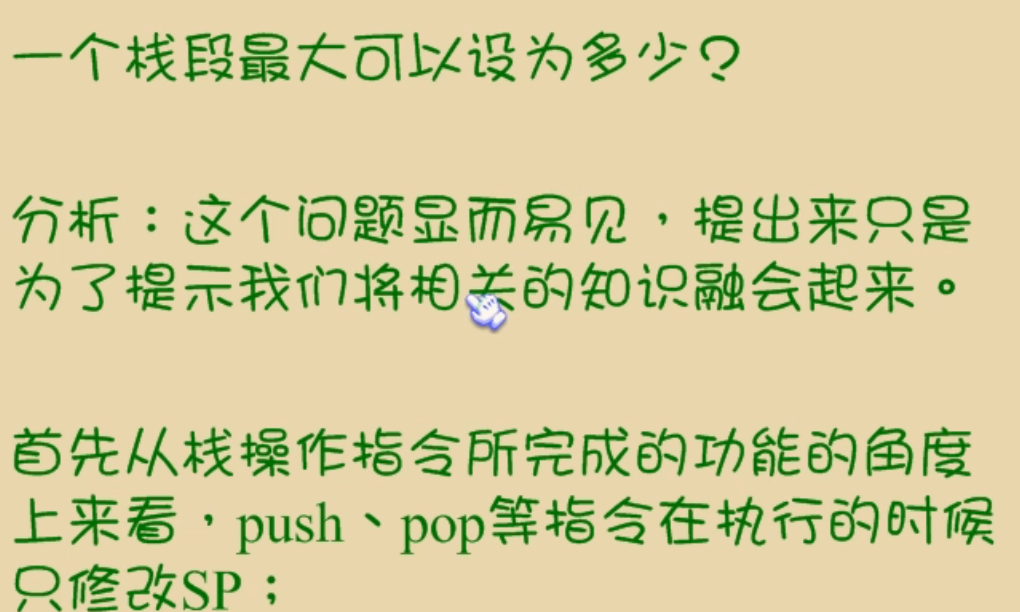 一个栈段最大可以设为多少？
分析：这个问题显而易见，提出来只是
为了提示我们将相关的知识融会起来。
首先从栈操作指令所完成的功能的角度
上来看，push、pop等指令在执行的时候
只修改SP；